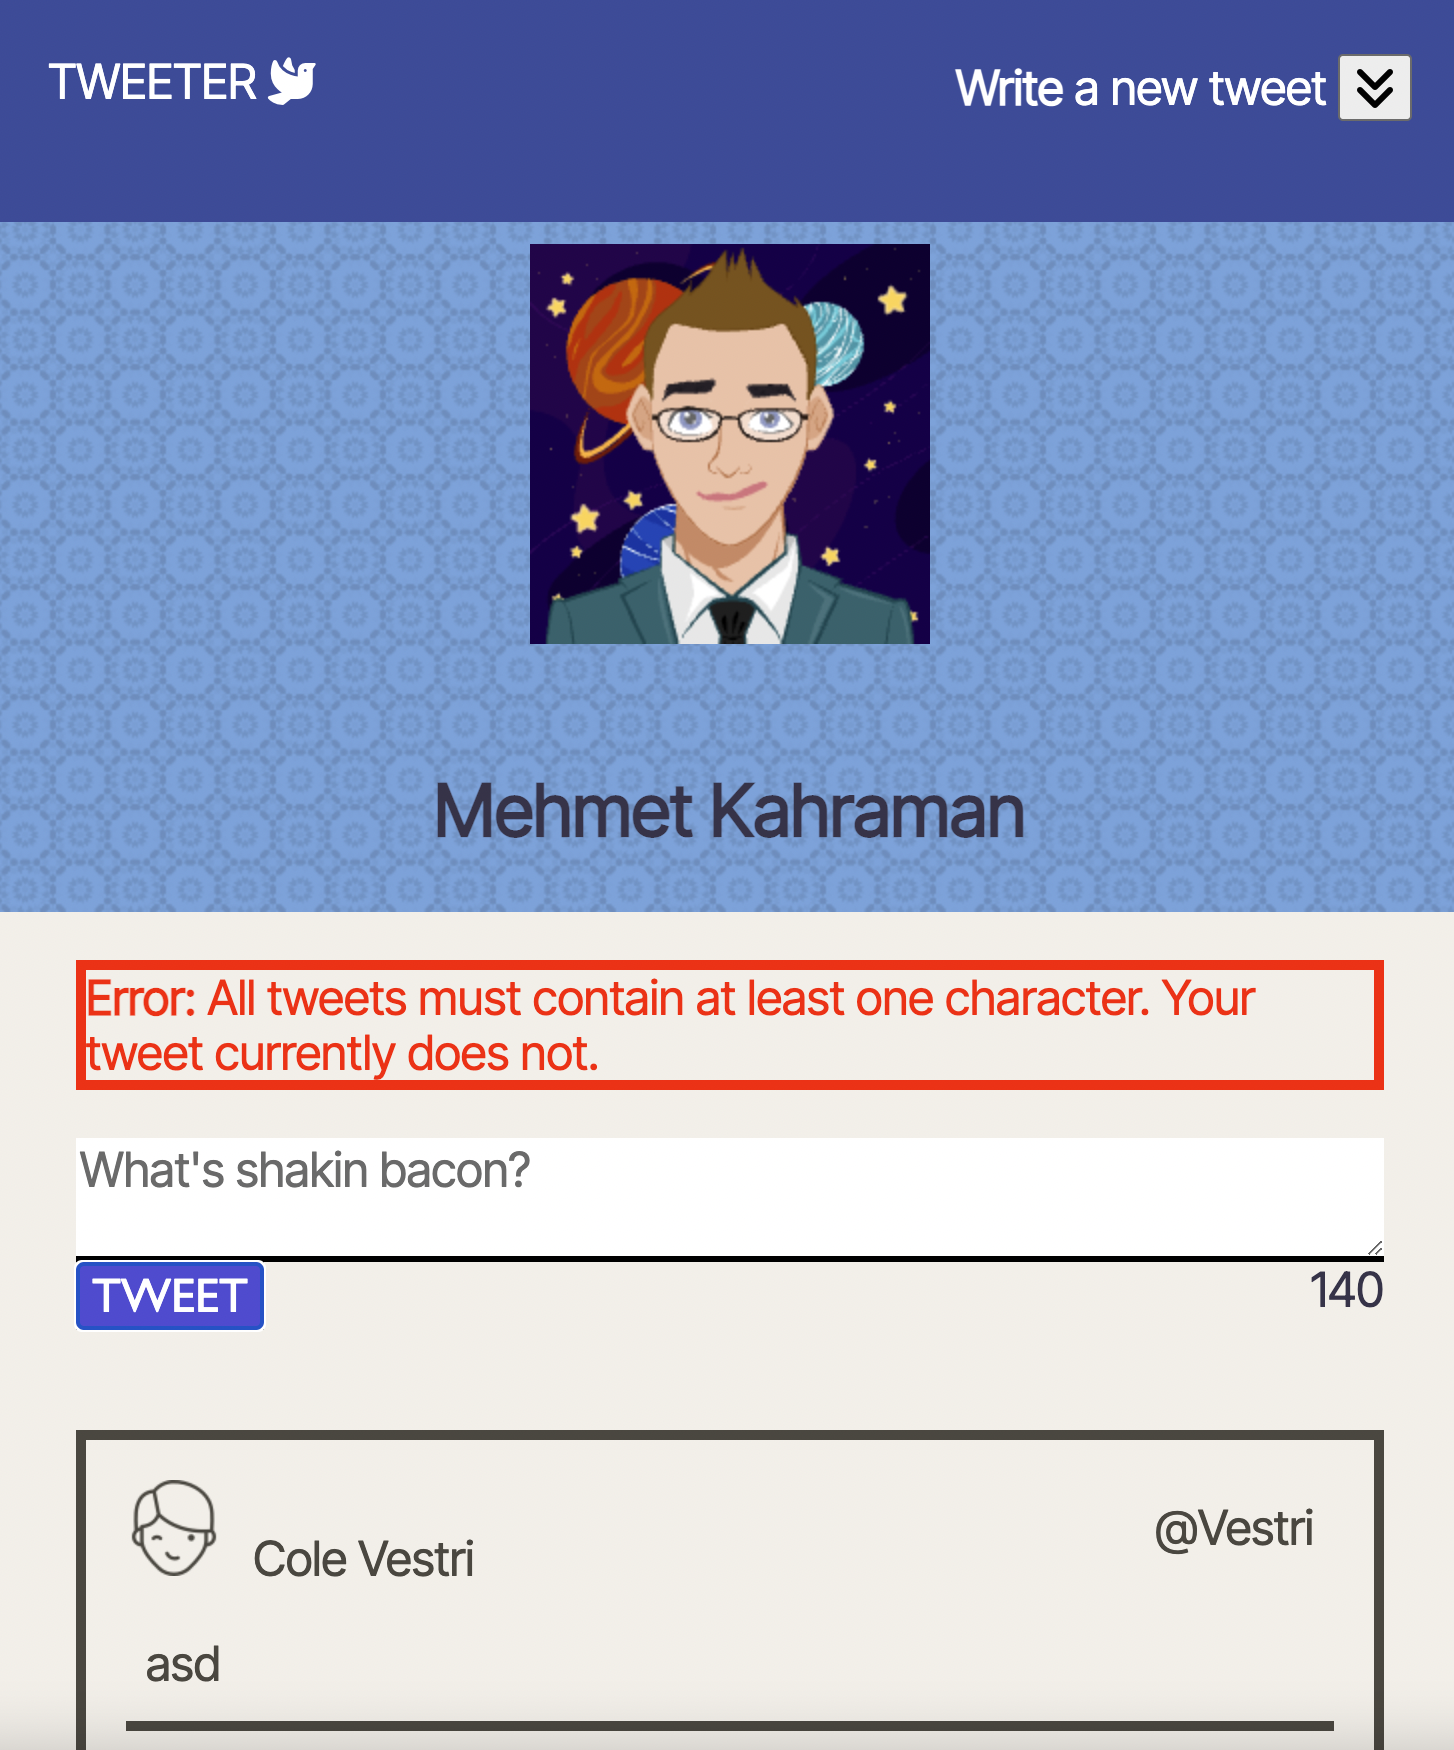 TWEETER
Write a new tweet
Mehmet Kahraman
Error: All tweets must contain at least one character. Your
tweet currently does not.
What's shakin bacon?
TWEET
140
Cole Vestri
@Vestri
asd